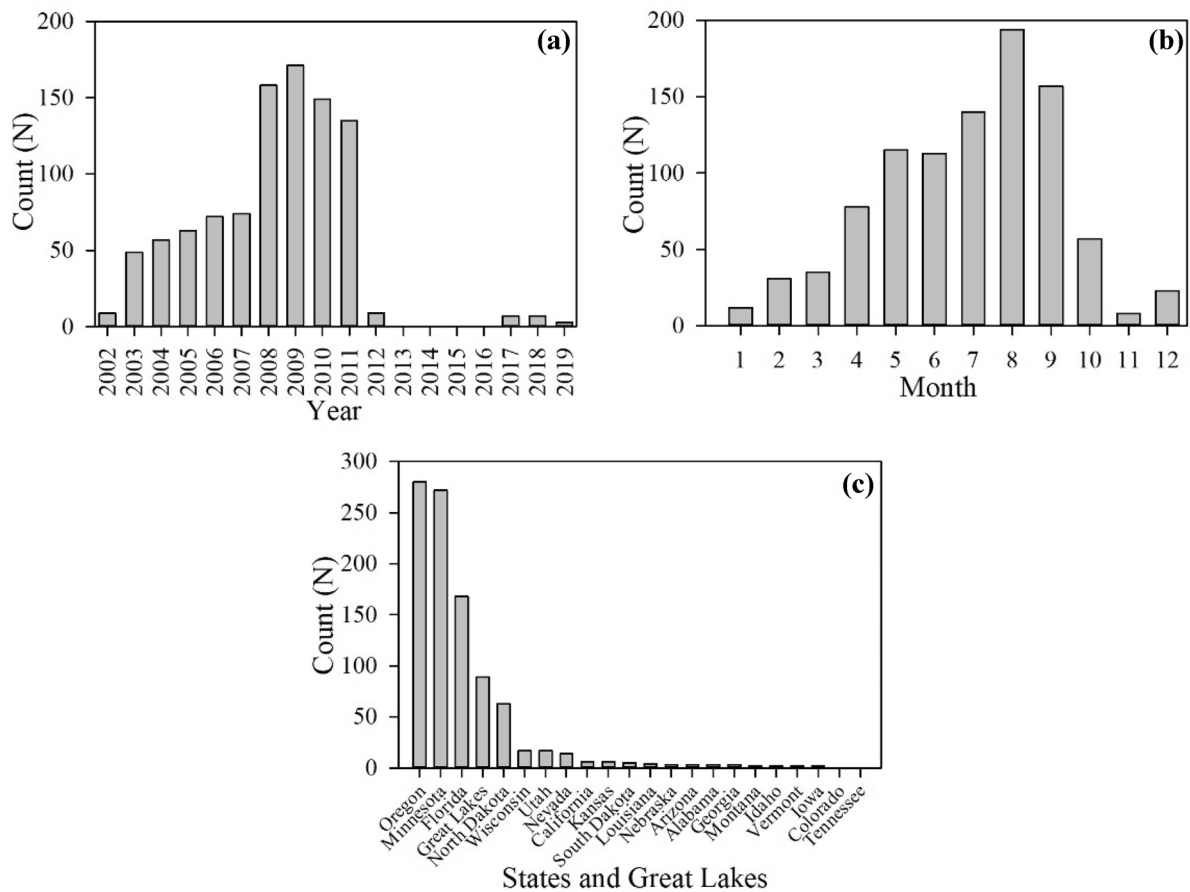 (a)
200
150
100
50
0
Count (N)
2002 2003 2004 2005 2006 2007 2008 2009 2010 2011 2012 2013 2014 2015 2016 2017 2018 2019
Year
(b)
200
150
100
50
0
Count (N)
1 2 3 4 5 6 7 8 9 10 11 12
Month
(c)
300
250
200
150
100
50
0
Count (N)
Oregon
Minnesota
Florida
Great Lakes
North Dakota
Wisconsin
Utah
Nevada
California
Kansas
South Dakota
Louisiana
Nebraska
Arizona
Alabama
Georgia
Montana
Idaho
Vermont
Iowa
Colorado
Tennessee
States and Great Lakes